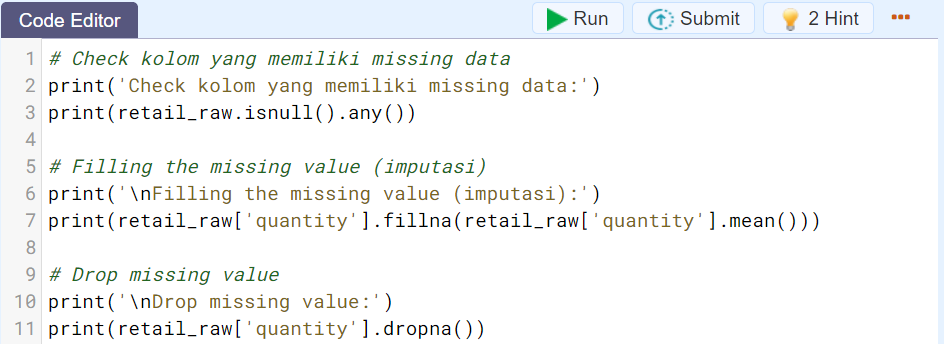 Code Editor
Run
Submit
2 Hint
1 # Check kolom yang memiliki missing data
2 print('Check kolom yang memiliki missing data:')
3 print(retail_raw.isnull().any())
4
5 # Filling the missing value (imputasi)
6 print('\nFilling the missing value (imputasi):')
7 print(retail_raw['quantity'].fillna(retail_raw['quantity'].mean()))
8
9 # Drop missing value
10 print('\nDrop missing value:')
11 print(retail_raw['quantity'].dropna())